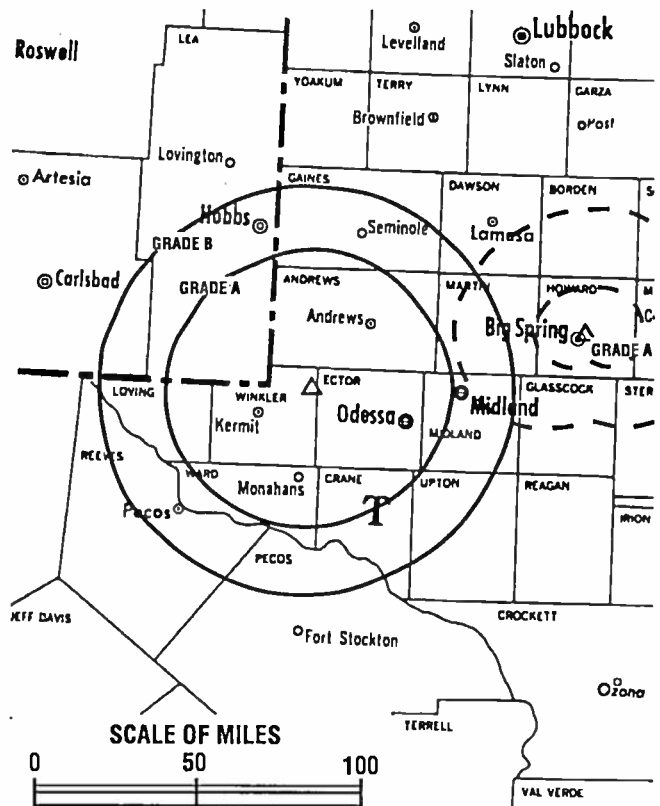 LEA
Levelland
Lubbock
Roswell
Slaton
YOAKUM
TERRY
LYNN
GARZA
Brownfield
Post
Lovington
Artesia
GAINES
DAWSON
BORDEN
S
Hobbs
Seminole
Lamesa
GRADE B
Carlsbad
GRADE A
ANDREWS
MARTIN
HOWARD
M
Andrews
Big Spring
C
GRADE A
LOVING
WINKLER
ECTOR
GLASSCOCK
STER
Kermit
Odessa
Midland
MIDLAND
REEVES
WARD
Monahans
CRANE
UPTON
REAGAN
T
Pecos
IRION
PECOS
JEFF DAVIS
CROCKETT
Fort Stockton
Ozona
SCALE OF MILES
TERRELL
0 50 100
VAL VERDE